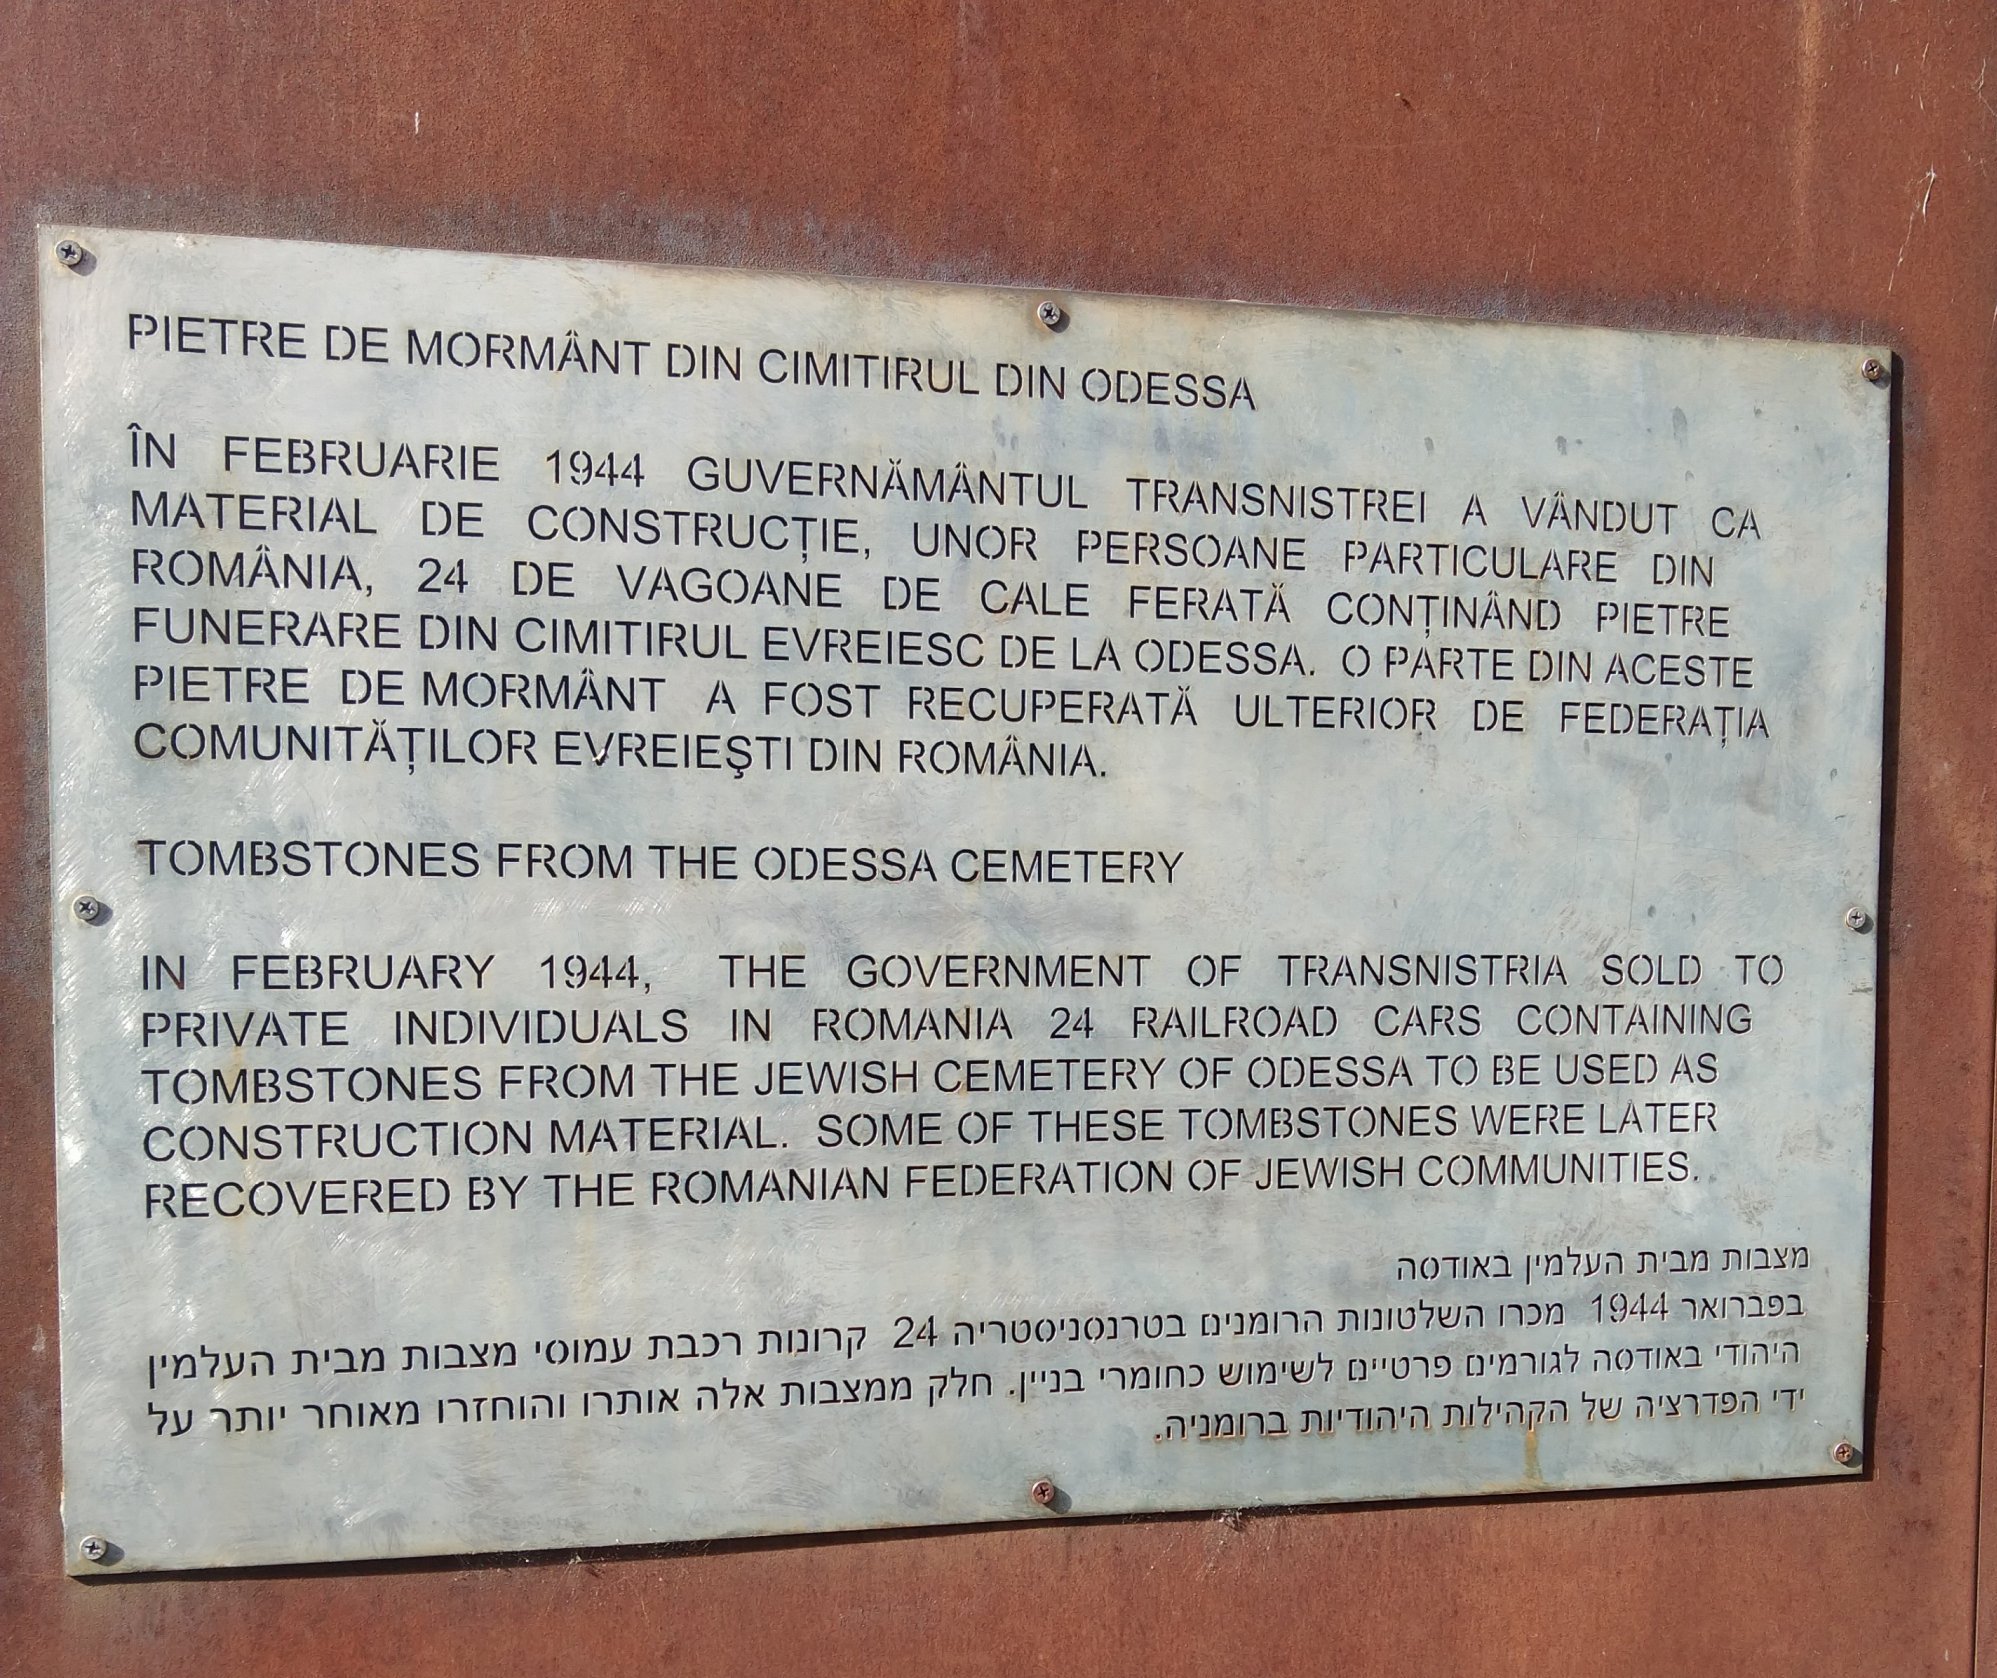 PIETRE DE MORMÂNT DIN CIMITIRUL DIN ODESSA
ÎN FEBRUARIE 1944 GUVERNĂMÂNTUL TRANSNISTREI A VÂNDUT CA
MATERIAL DE CONSTRUCȚIE, UNOR PERSOANE PARTICULARE DIN
ROMÂNIA, 24 DE VAGOANE DE CALE FERATĂ CONȚINÂND PIETRE
FUNERARE DIN CIMITIRUL EVREIESC DE LA ODESSA. O PARTE DIN ACESTE
PIETRE DE MORMÂNT A FOST RECUPERATĂ ULTERIOR DE FEDERAȚIA
COMUNITĂȚILOR EVREIEŞTI DIN ROMÂNIA.
TOMBSTONES FROM THE ODESSA CEMETERY
IN FEBRUARY 1944, THE GOVERNMENT OF TRANSNISTRIA SOLD TO
PRIVATE INDIVIDUALS IN ROMANIA 24 RAILROAD CARS CONTAINING
TOMBSTONES FROM THE JEWISH CEMETERY OF ODESSA TO BE USED AS
CONSTRUCTION MATERIAL. SOME OF THESE TOMBSTONES WERE LATER
RECOVERED BY THE ROMANIAN FEDERATION OF JEWISH COMMUNITIES.
מצבות מבית העלמין באודסה
בפברואר 1944 מכרו השלטונות הרומנים בטרנסניסטריה 24 קרונות רכבת עמוסי מצבות מבית העלמין
היהודי באודסה לגורמים פרטיים לשימוש כחומרי בניין. חלק ממצבות אלה אותרו והוחזרו מאוחר יותר על
ידי הפדרציה של הקהילות היהודיות ברומניה.